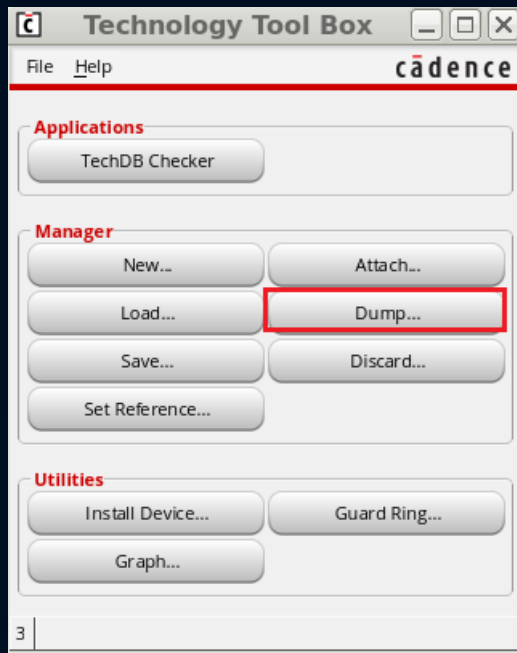 Technology Tool Box
File Help cādence
Applications
TechDB Checker
Manager
New... Attach...
Load... Dump...
Save... Discard...
Set Reference...
Utilities
Install Device... Guard Ring...
Graph...
3